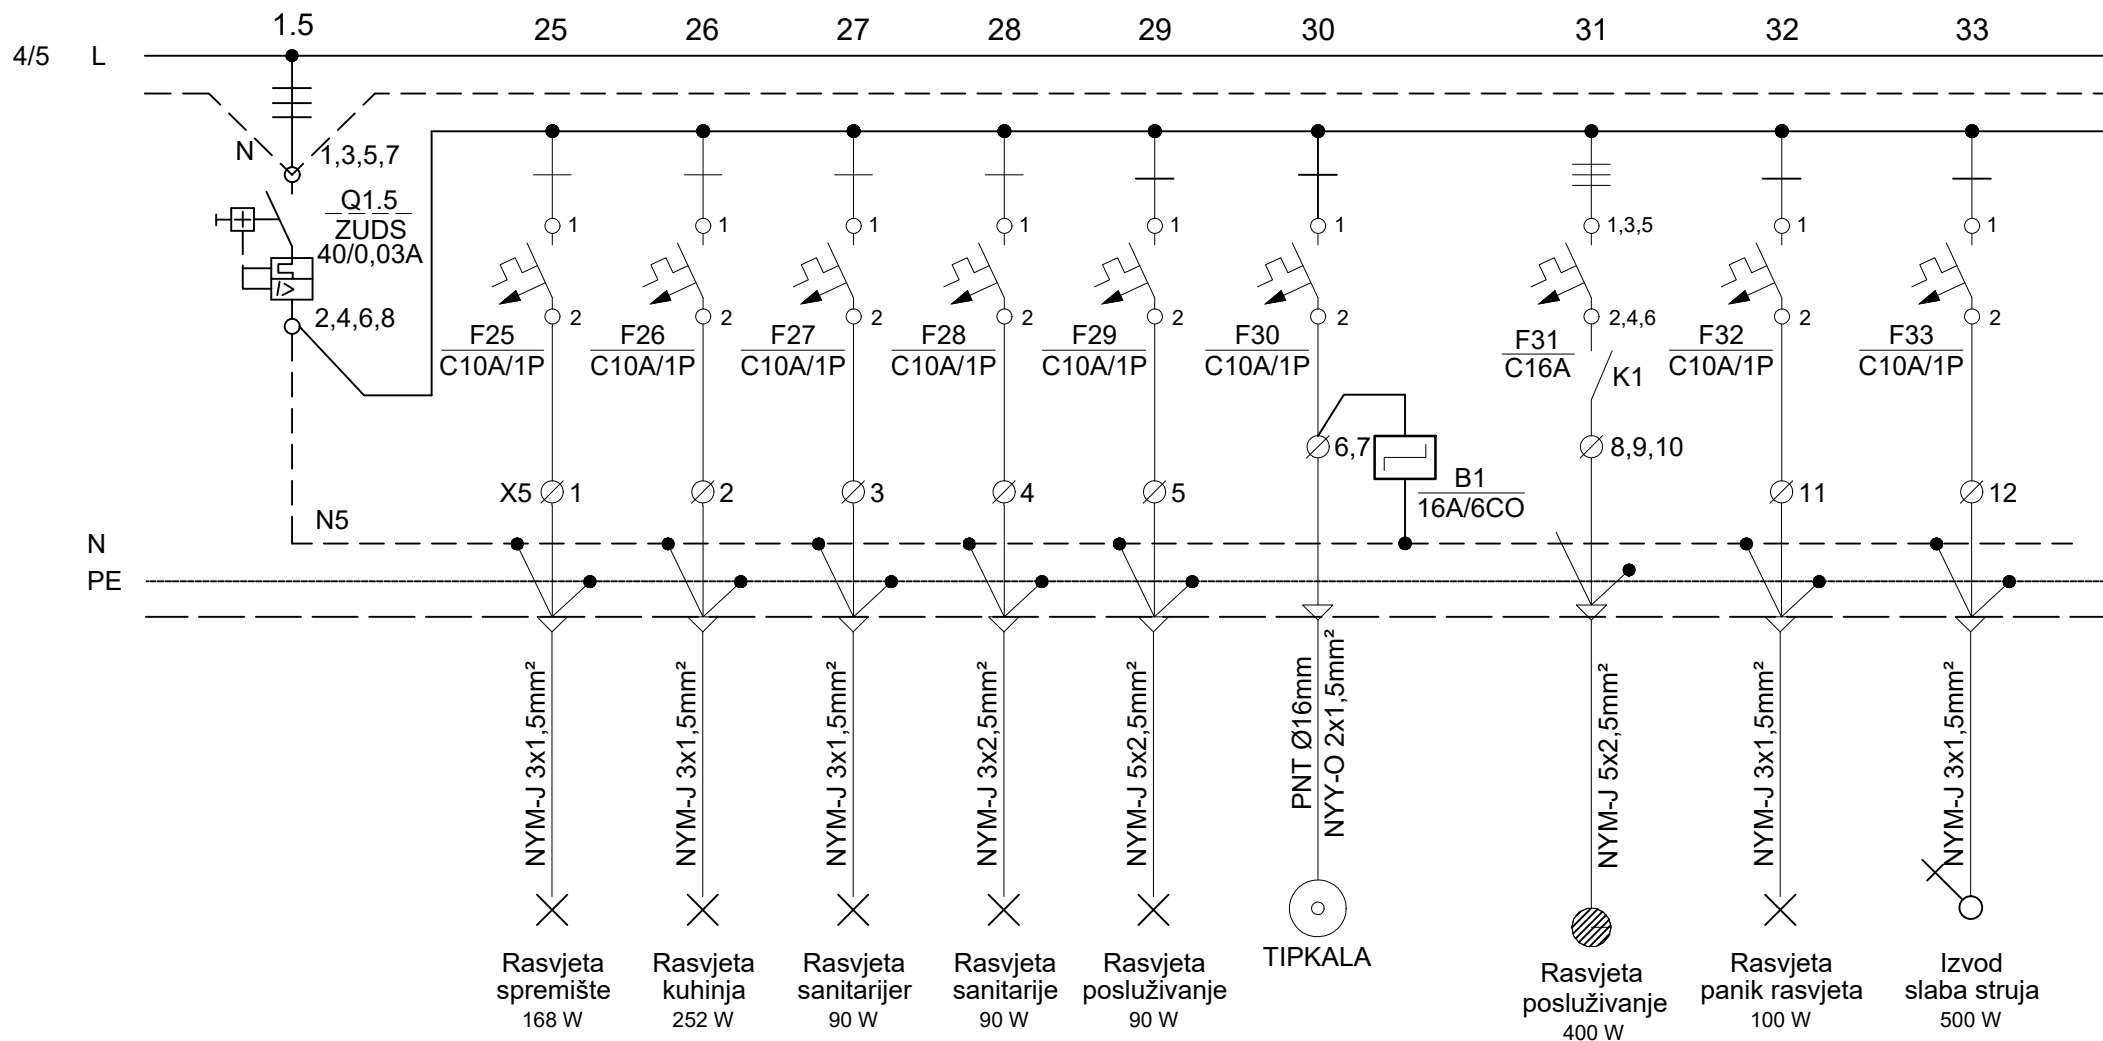 1.5 25 26 27 28 29 30 31 32 33
4/5 L
N 1,3,5,7
Q1.5
ZUDS
40/0,03A
I>
2,4,6,8
1 1 1 1 1 1 1,3,5 1 1
2 2 2 2 2 2 2,4,6 2 2
F25 F26 F27 F28 F29 F30 F31 F32 F33
C10A/1P C10A/1P C10A/1P C10A/1P C10A/1P C10A/1P C16A C10A/1P C10A/1P
K1
6,7 8,9,10
B1
16A/6CO
X5 1 2 3 4 5 11 12
N5
N
PE
NYM-J 3x1,5mm²
NYM-J 3x1,5mm²
NYM-J 3x1,5mm²
NYM-J 3x2,5mm²
NYM-J 5x2,5mm²
PNT Ø16mm
NYY-O 2x1,5mm²
NYM-J 5x2,5mm²
NYM-J 3x1,5mm²
NYM-J 3x1,5mm²
Rasvjeta
spremište
168 W
Rasvjeta
kuhinja
252 W
Rasvjeta
sanitarijer
90 W
Rasvjeta
sanitarije
90 W
Rasvjeta
posluživanje
90 W
TIPKALA
Rasvjeta
posluživanje
400 W
Rasvjeta
panik rasvjeta
100 W
Izvod
slaba struja
500 W